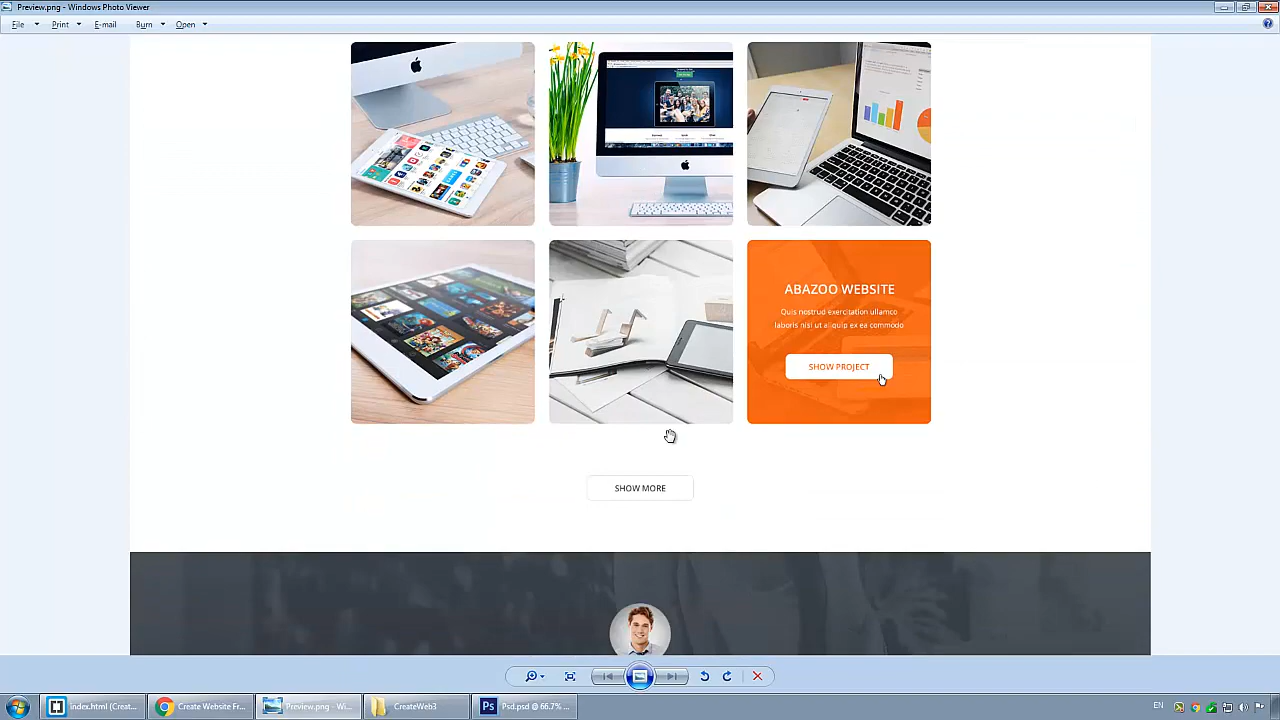 Preview.png - Windows Photo Viewer
File Print E-mail Burn Open
ABAZOO WEBSITE
Quis nostrud exercitation ullamco
laboris nisi ut aliquip ex ea commodo
SHOW PROJECT
SHOW MORE
index.html (Creat... Create Website Fr... Preview.png - Wi... CreateWeb3 Psd.psd @ 66.7% ... EN